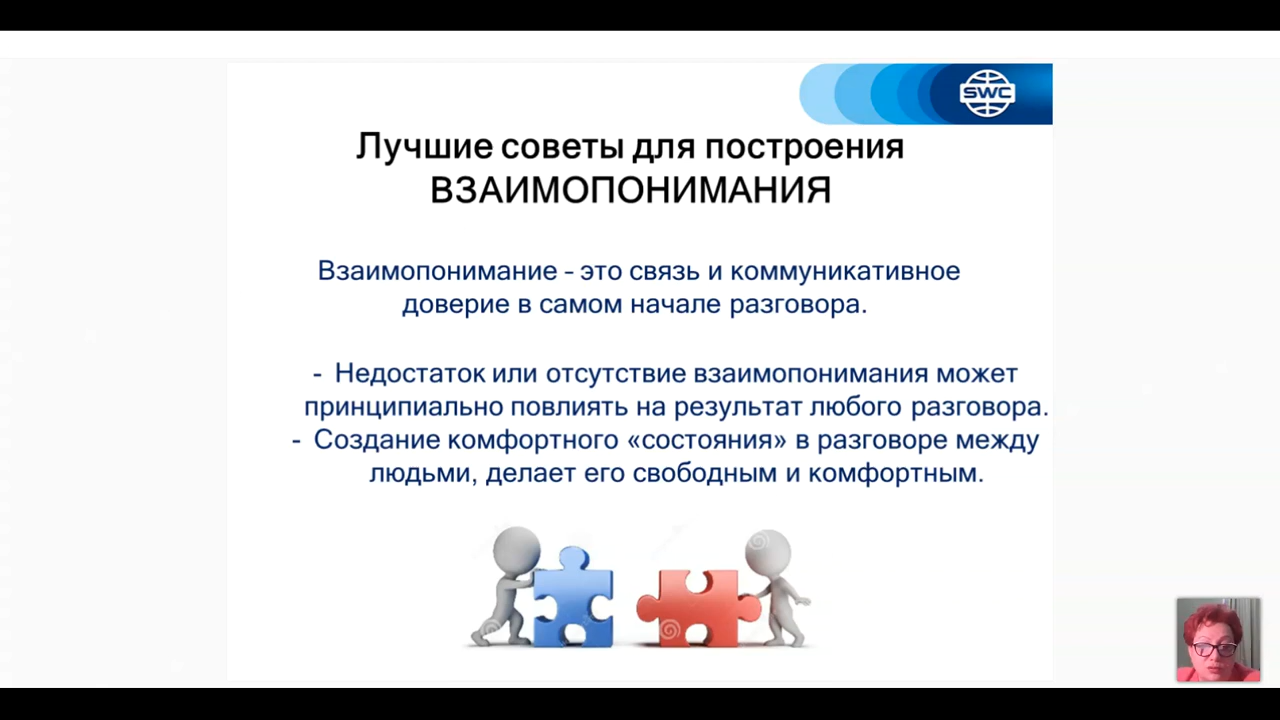 SWC
Лучшие советы для построения
ВЗАИМОПОНИМАНИЯ
Взаимопонимание - это связь и коммуникативное
доверие в самом начале разговора.
- Недостаток или отсутствие взаимопонимания может
принципиально повлиять на результат любого разговора.
- Создание комфортного «состояния» в разговоре между
людьми, делает его свободным и комфортным.